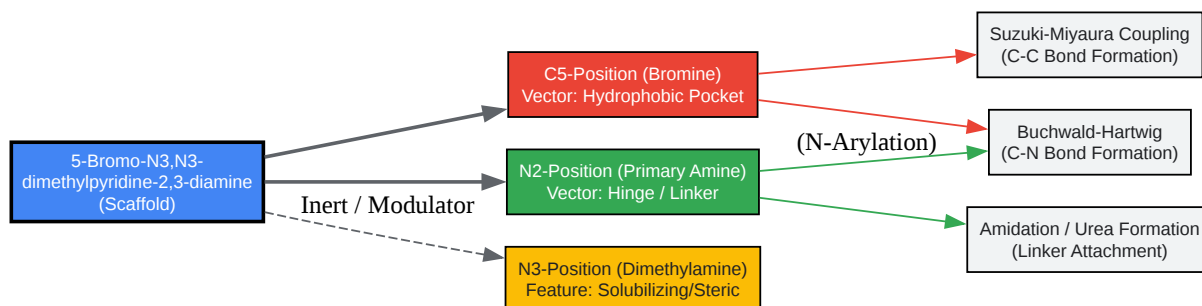 5-Bromo-N3,N3-
dimethylpyridine-2,3-diamine
(Scaffold)
Inert / Modulator
C5-Position (Bromine)
Vector: Hydrophobic Pocket
N2-Position (Primary Amine)
Vector: Hinge / Linker
N3-Position (Dimethylamine)
Feature: Solubilizing/Steric
(N-Arylation)
Suzuki-Miyaura Coupling
(C-C Bond Formation)
Buchwald-Hartwig
(C-N Bond Formation)
Amidation / Urea Formation
(Linker Attachment)